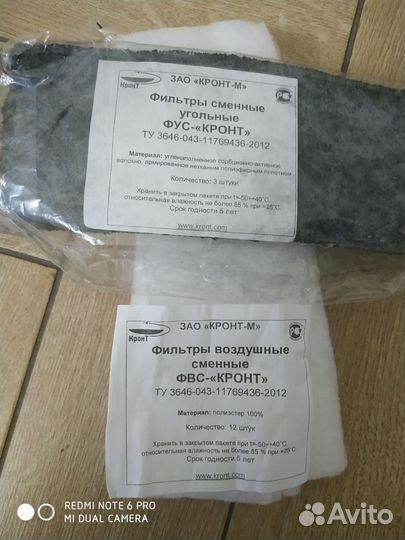 ЗАО «КРОНТ-М»
КронТ
Фильтры сменные
угольные
ФУС-«КРОНТ»
ТУ 3646-043-11769436-2012
Материал: угленаполненное сорбционно-активное
волокно, армированное нетканым полиэфирным полотном
Количество: 3 штуки
Хранить в закрытом пакете при t=-50÷+40°С,
относительная влажность не более 85 % при +25°С.
Срок годности 5 лет
www.kront.com
ЗАО «КРОНТ-М»
КронТ
Фильтры воздушные
сменные
ФВС-«КРОНТ»
ТУ 3646-043-11769436-2012
Материал: полиэстер 100%
Количество: 12 штук
Хранить в закрытом пакете при t=-50÷+40°С,
относительная влажность не более 85 % при +25°С
Срок годности 5 лет
www.kront.com
REDMI NOTE 6 PRO
MI DUAL CAMERA
Avito